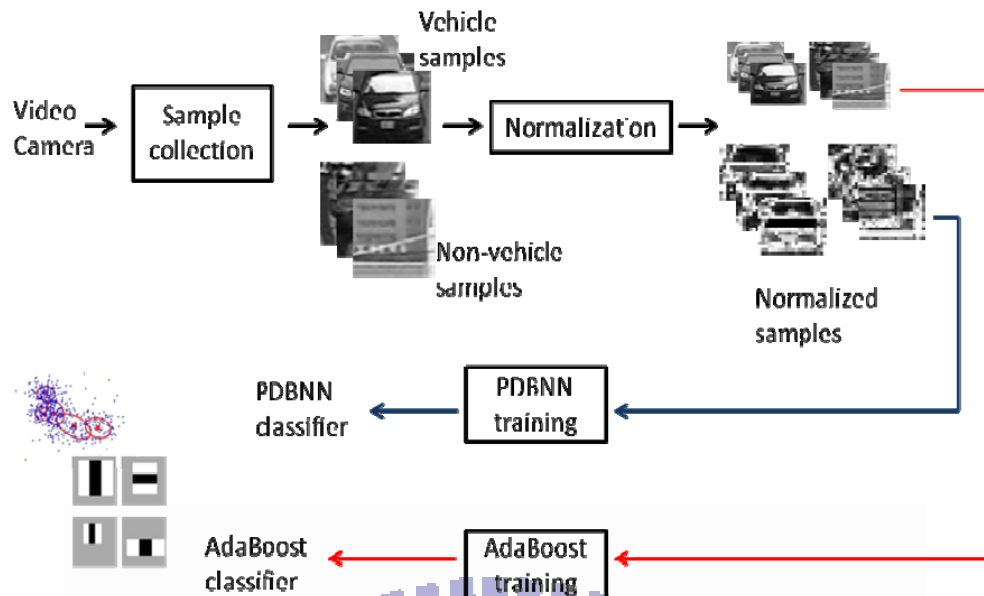 Vehicle
samples
Video
Camera
Sample
collection
Normalization
Non-vehicle
samples
Normalized
samples
PDBNN
classifier
PDBNN
training
AdaBoost
classifier
AdaBoost
training